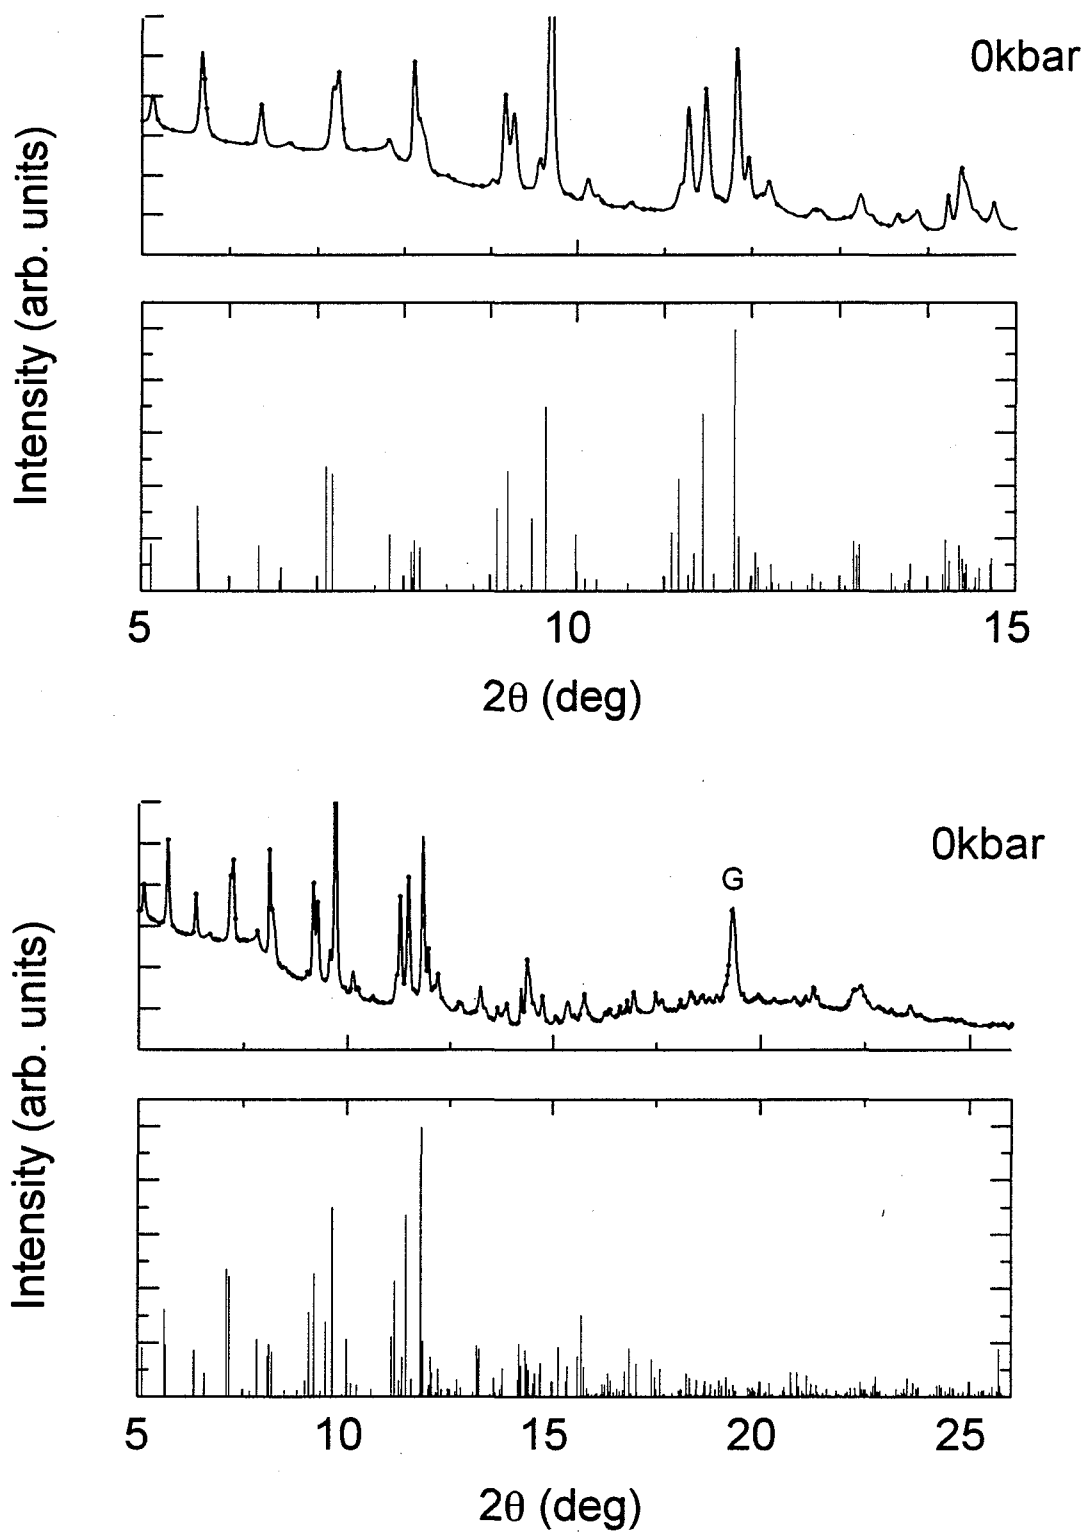 0kbar
Intensity (arb. units)
Intensity (arb. units)
5 10 15
2θ (deg)
0kbar
G
Intensity (arb. units)
Intensity (arb. units)
5 10 15 20 25
2θ (deg)